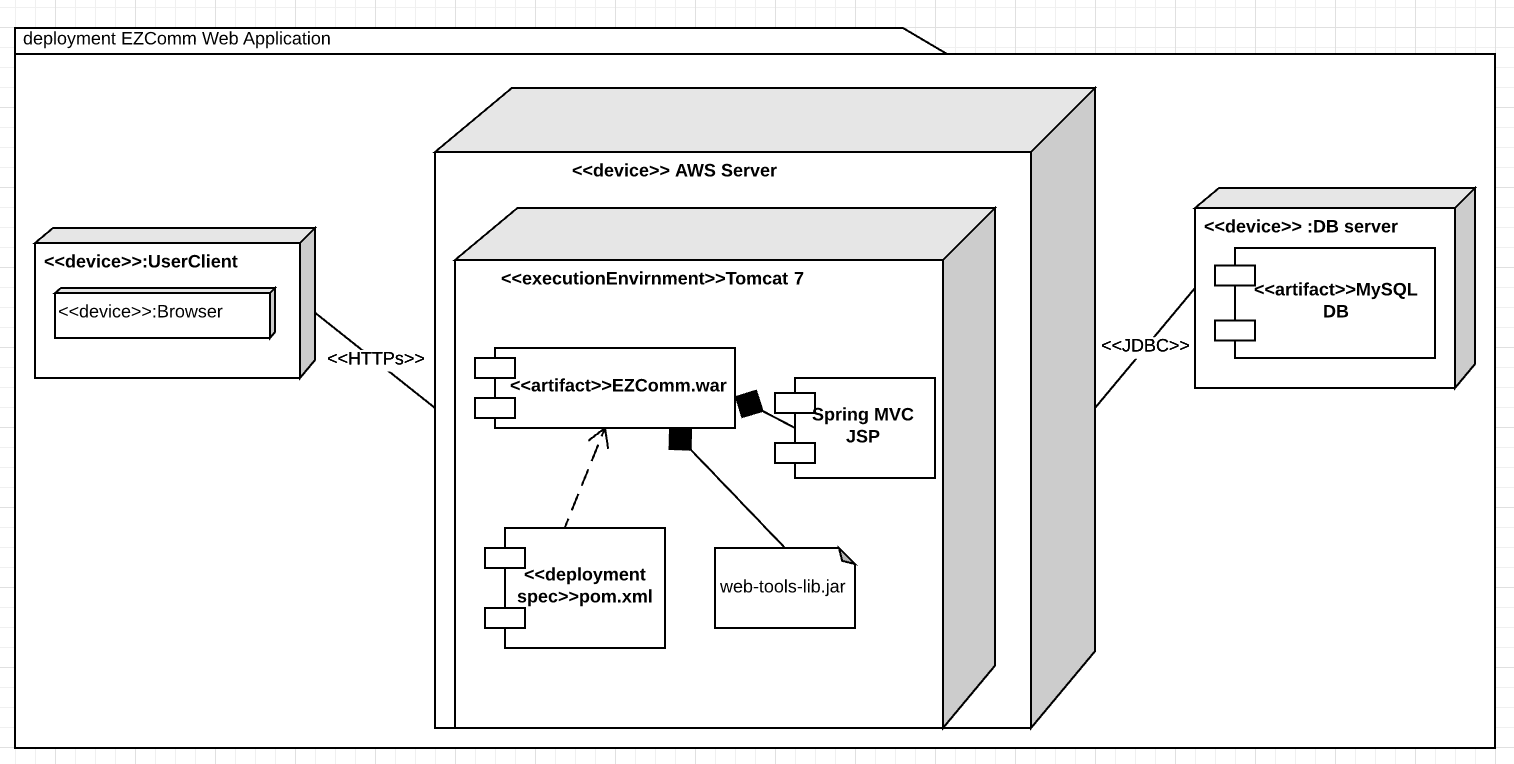 deployment EZComm Web Application
<<device>> AWS Server
<<device>>:UserClient
<<device>>:Browser
<<HTTPs>>
<<executionEnvirnment>>Tomcat 7
<<artifact>>EZComm.war
Spring MVC
JSP
<<deployment
spec>>pom.xml
web-tools-lib.jar
<<JDBC>>
<<device>> :DB server
<<artifact>>MySQL
DB